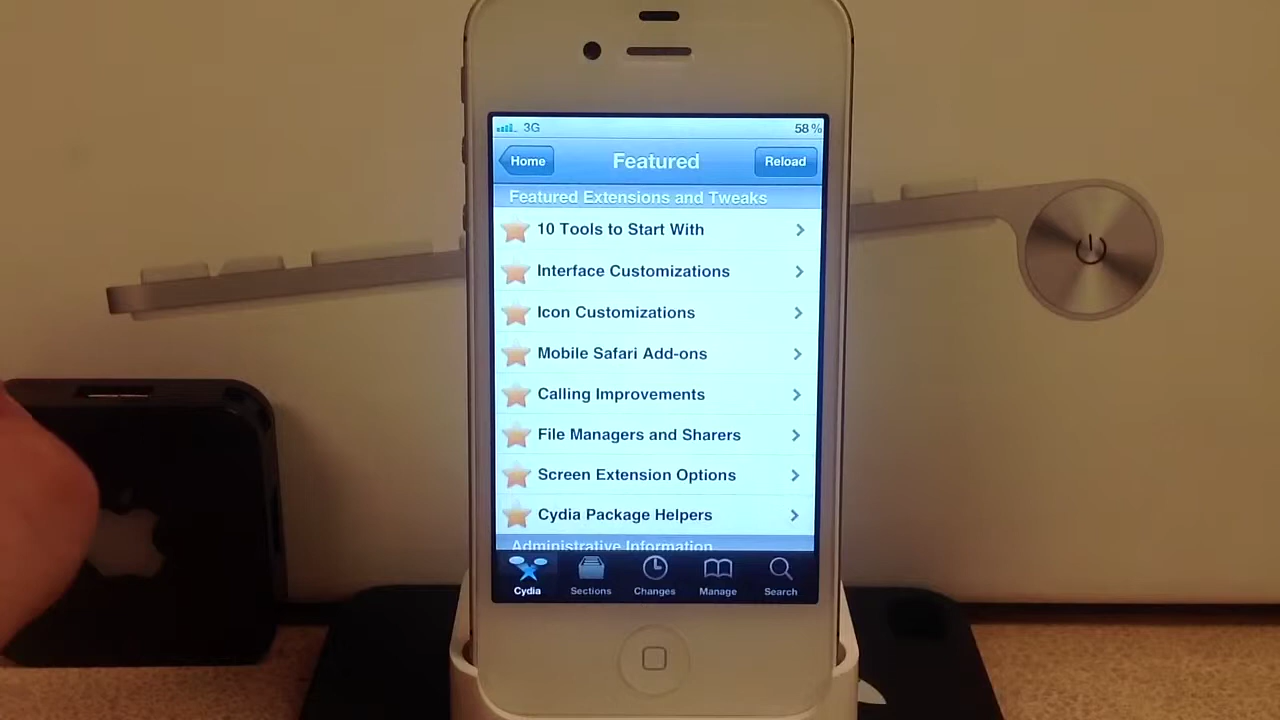 3G 58%
Home Featured Reload
Featured Extensions and Tweaks
10 Tools to Start With
Interface Customizations
Icon Customizations
Mobile Safari Add-ons
Calling Improvements
File Managers and Sharers
Screen Extension Options
Cydia Package Helpers
Administrative Information
Cydia Sections Changes Manage Search